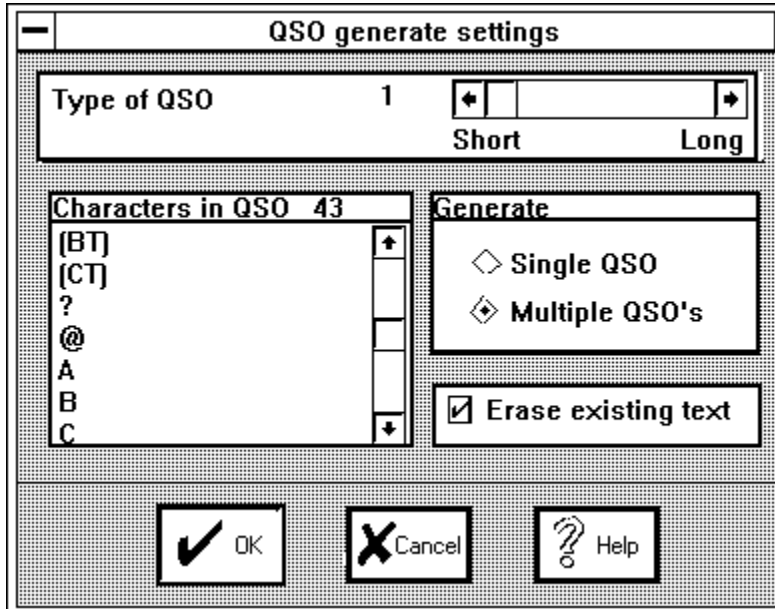 QSO generate settings
Type of QSO 1
Short Long
Characters in QSO 43
(BT)
(CT)
?
@
A
B
C
Generate
Single QSO
Multiple QSO's
Erase existing text
OK Cancel Help